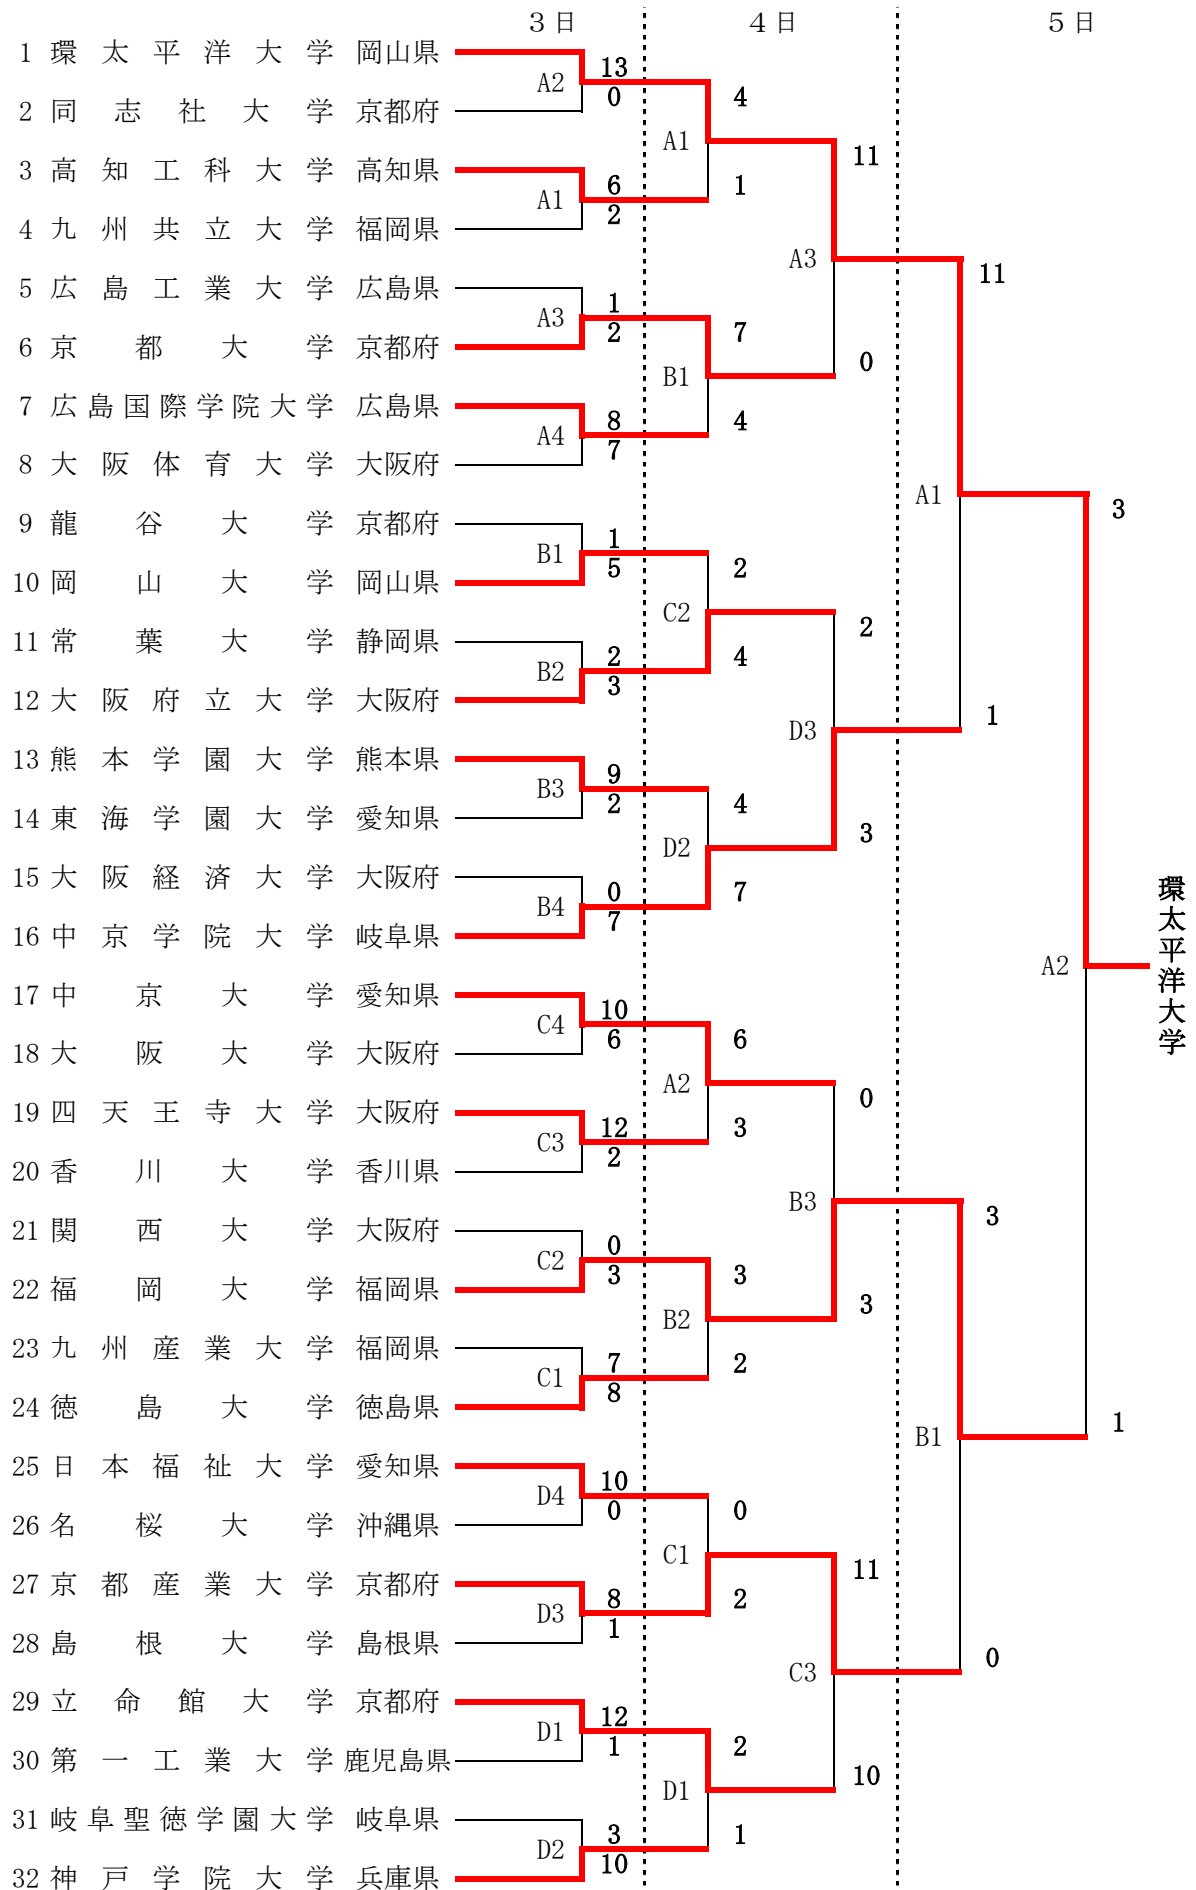 ３日 ４日 ５日
1 環太平洋大学 岡山県
A2 13 0
2 同志社大学 京都府
4
A1 11
3 高知工科大学 高知県
A1 6 2 1
4 九州共立大学 福岡県
A3 11
5 広島工業大学 広島県
A3 1 2 7
6 京都大学 京都府
B1 0
7 広島国際学院大学 広島県
A4 8 7 4
8 大阪体育大学 大阪府
A1 3
9 龍谷大学 京都府
B1 1 5 2
10 岡山大学 岡山県
C2 2
11 常葉大学 静岡県
B2 2 3 4
12 大阪府立大学 大阪府
D3 1
13 熊本学園大学 熊本県
B3 9 2 4
14 東海学園大学 愛知県
D2 3
15 大阪経済大学 大阪府
B4 0 7 7
16 中京学院大学 岐阜県
A2 環太平洋大学
17 中京大学 愛知県
C4 10 6 6
18 大阪大学 大阪府
A2 0
19 四天王寺大学 大阪府
C3 12 2 3
20 香川大学 香川県
B3 3
21 関西大学 大阪府
C2 0 3 3
22 福岡大学 福岡県
B2 3
23 九州産業大学 福岡県
C1 7 8 2
24 徳島大学 徳島県
B1 1
25 日本福祉大学 愛知県
D4 10 0 0
26 名桜大学 沖縄県
C1 11
27 京都産業大学 京都府
D3 8 1 2
28 島根大学 島根県
C3 0
29 立命館大学 京都府
D1 12 1 2
30 第一工業大学 鹿児島県
D1 10
31 岐阜聖徳学園大学 岐阜県
D2 3 10 1
32 神戸学院大学 兵庫県